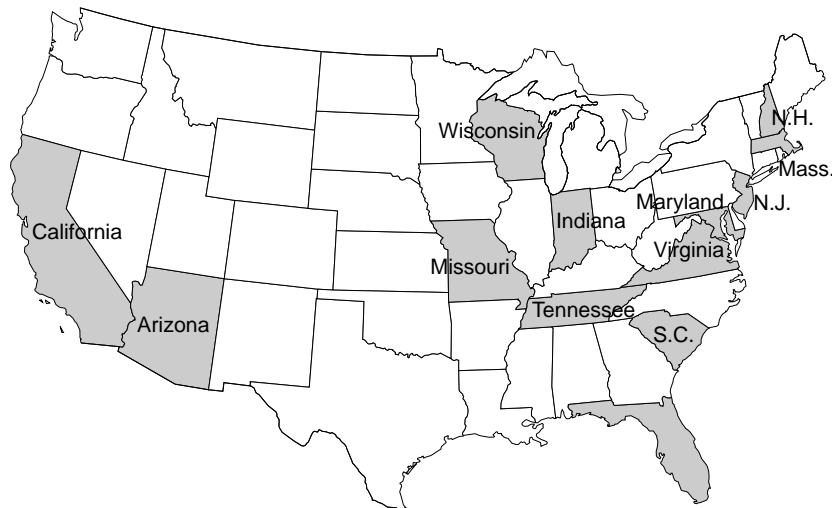 N.H.
Wisconsin
Mass.
Maryland
N.J.
Indiana
California
Virginia
Missouri
Tennessee
Arizona
S.C.